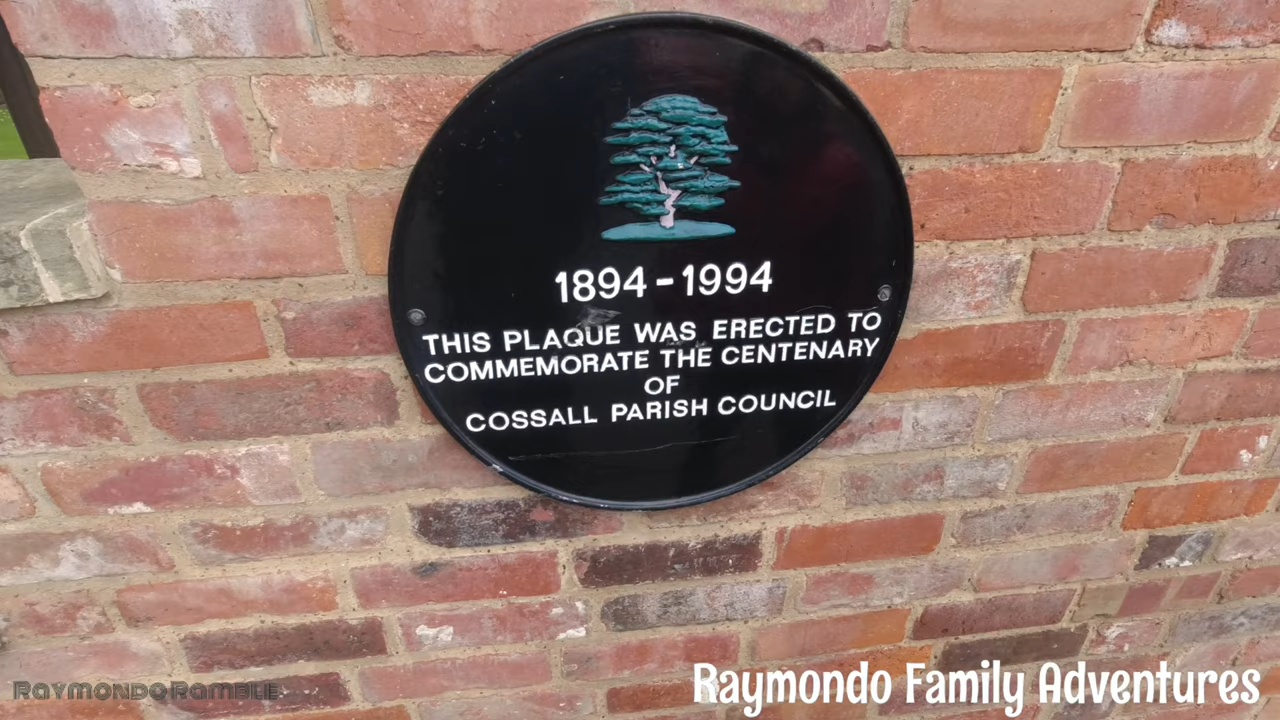 1894-1994
THIS PLAQUE WAS ERECTED TO
COMMEMORATE THE CENTENARY
OF
COSSALL PARISH COUNCIL
RAYMONDO RAMBLE
Raymondo Family Adventures